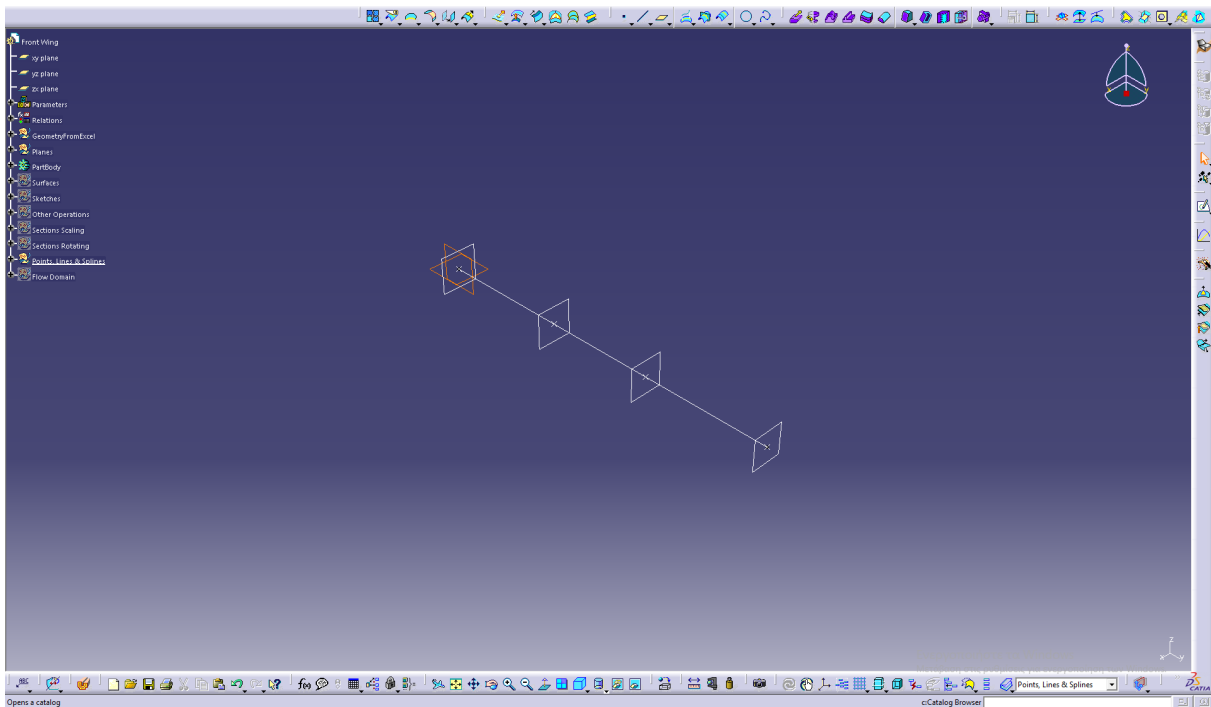 Front Wing
xy plane
yz plane
zx plane
Parameters
Relations
GeometryFromExcel
Planes
PartBody
Surfaces
Sketches
Other Operations
Sections Scaling
Sections Rotating
Points, Lines & Splines
Flow Domain
z
x
y
f(x)
Points, Lines & Splines
CATIA
Opens a catalog
c:Catalog Browser